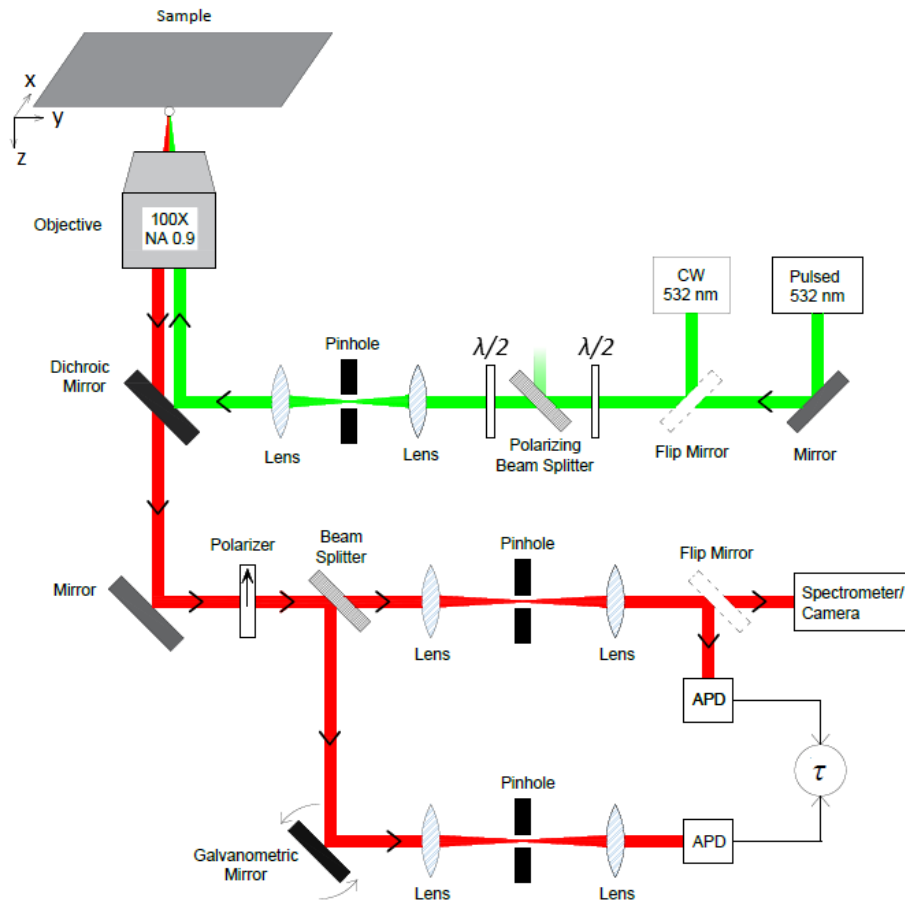 Sample
x
y
z
Objective
100X
NA 0.9
CW
532 nm
Pulsed
532 nm
Pinhole
λ/2
λ/2
Dichroic
Mirror
Lens
Lens
Polarizing
Beam Splitter
Flip Mirror
Mirror
Polarizer
Beam
Splitter
Pinhole
Flip Mirror
Mirror
Spectrometer/
Camera
Lens
Lens
APD
τ
Pinhole
Galvanometric
Mirror
APD
Lens
Lens